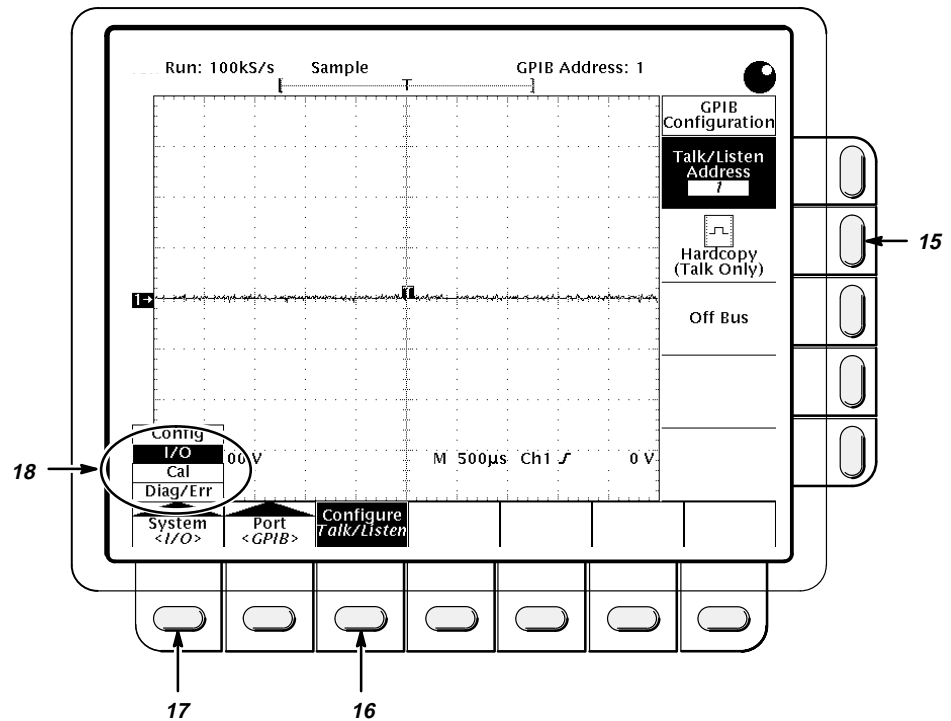 Run: 100kS/s Sample GPIB Address: 1
T
GPIB
Configuration
Talk/Listen
Address
1
Hardcopy
(Talk Only)
15
1→
T
Off Bus
Config
I/O
00 V M 500µs Ch1 0 V
18
Cal
Diag/Err
System
<I/O>
Port
<GPIB>
Configure
Talk/Listen
17
16